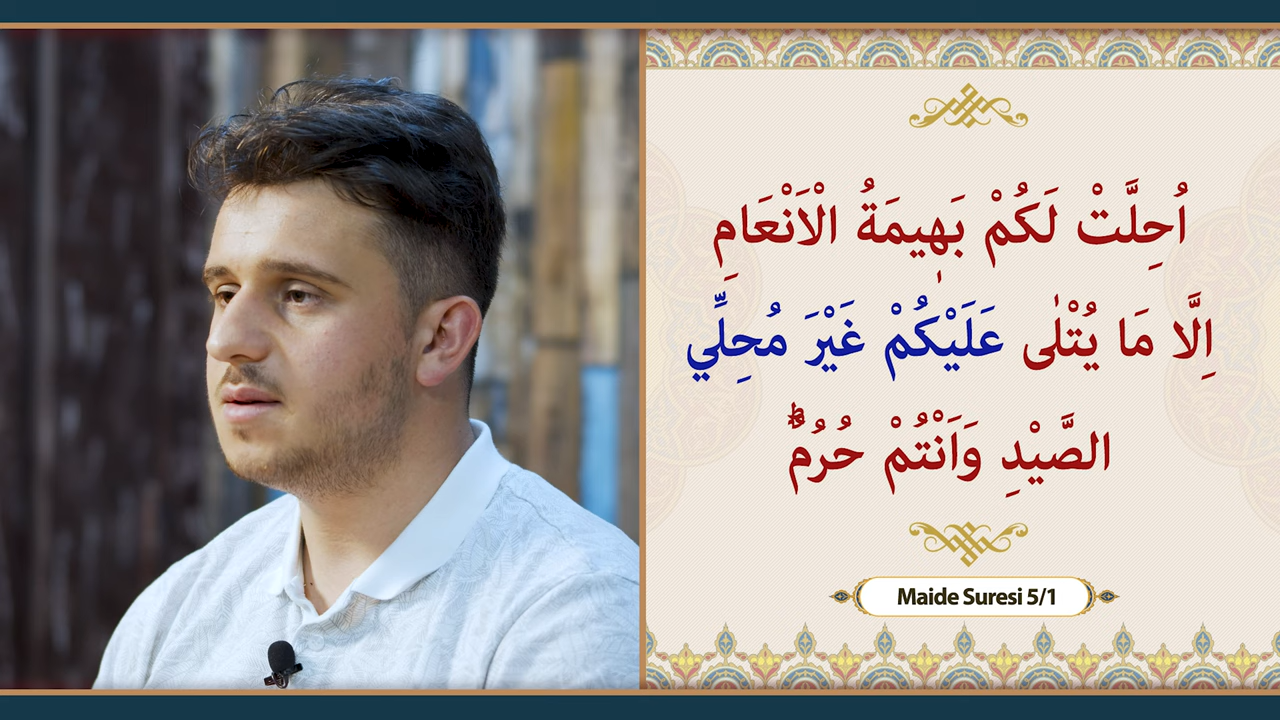 اُحِلَّتْ لَكُمْ بَهٖيمَةُ الْاَنْعَامِ
اِلَّا مَا يُتْلٰى عَلَيْكُمْ غَيْرَ مُحِلِّي
الصَّيْدِ وَاَنْتُمْ حُرُمٌؕ
Maide Suresi 5/1